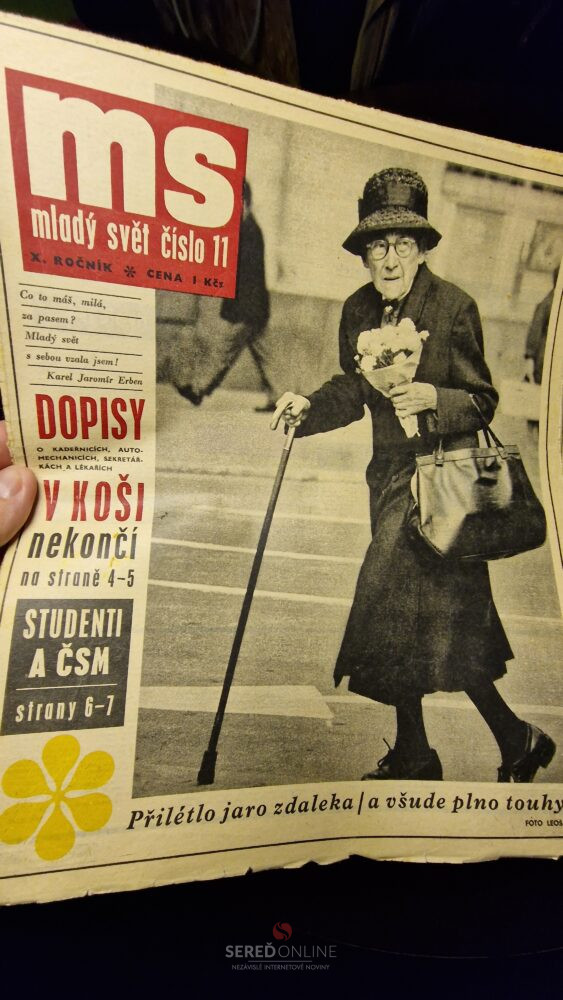 ms
mladý svět číslo 11
X. ROČNÍK * CENA 1 Kčs
Co to máš, milá,
za pasem?
Mladý svět
s sebou vzala jsem!
Karel Jaromír Erben
DOPISY
O KADEŘNICÍCH, AUTO-
MECHANICÍCH, SEKRETÁŘ-
KÁCH A LÉKAŘÍCH
V KOŠI
nekončí
na straně 4-5
STUDENTI
A ČSM
strany 6-7
Přilétlo jaro zdaleka / a všude plno touhy
FOTO LEOŠ
SEREĎONLINE
NEZÁVISLÉ INTERNETOVÉ NOVINY